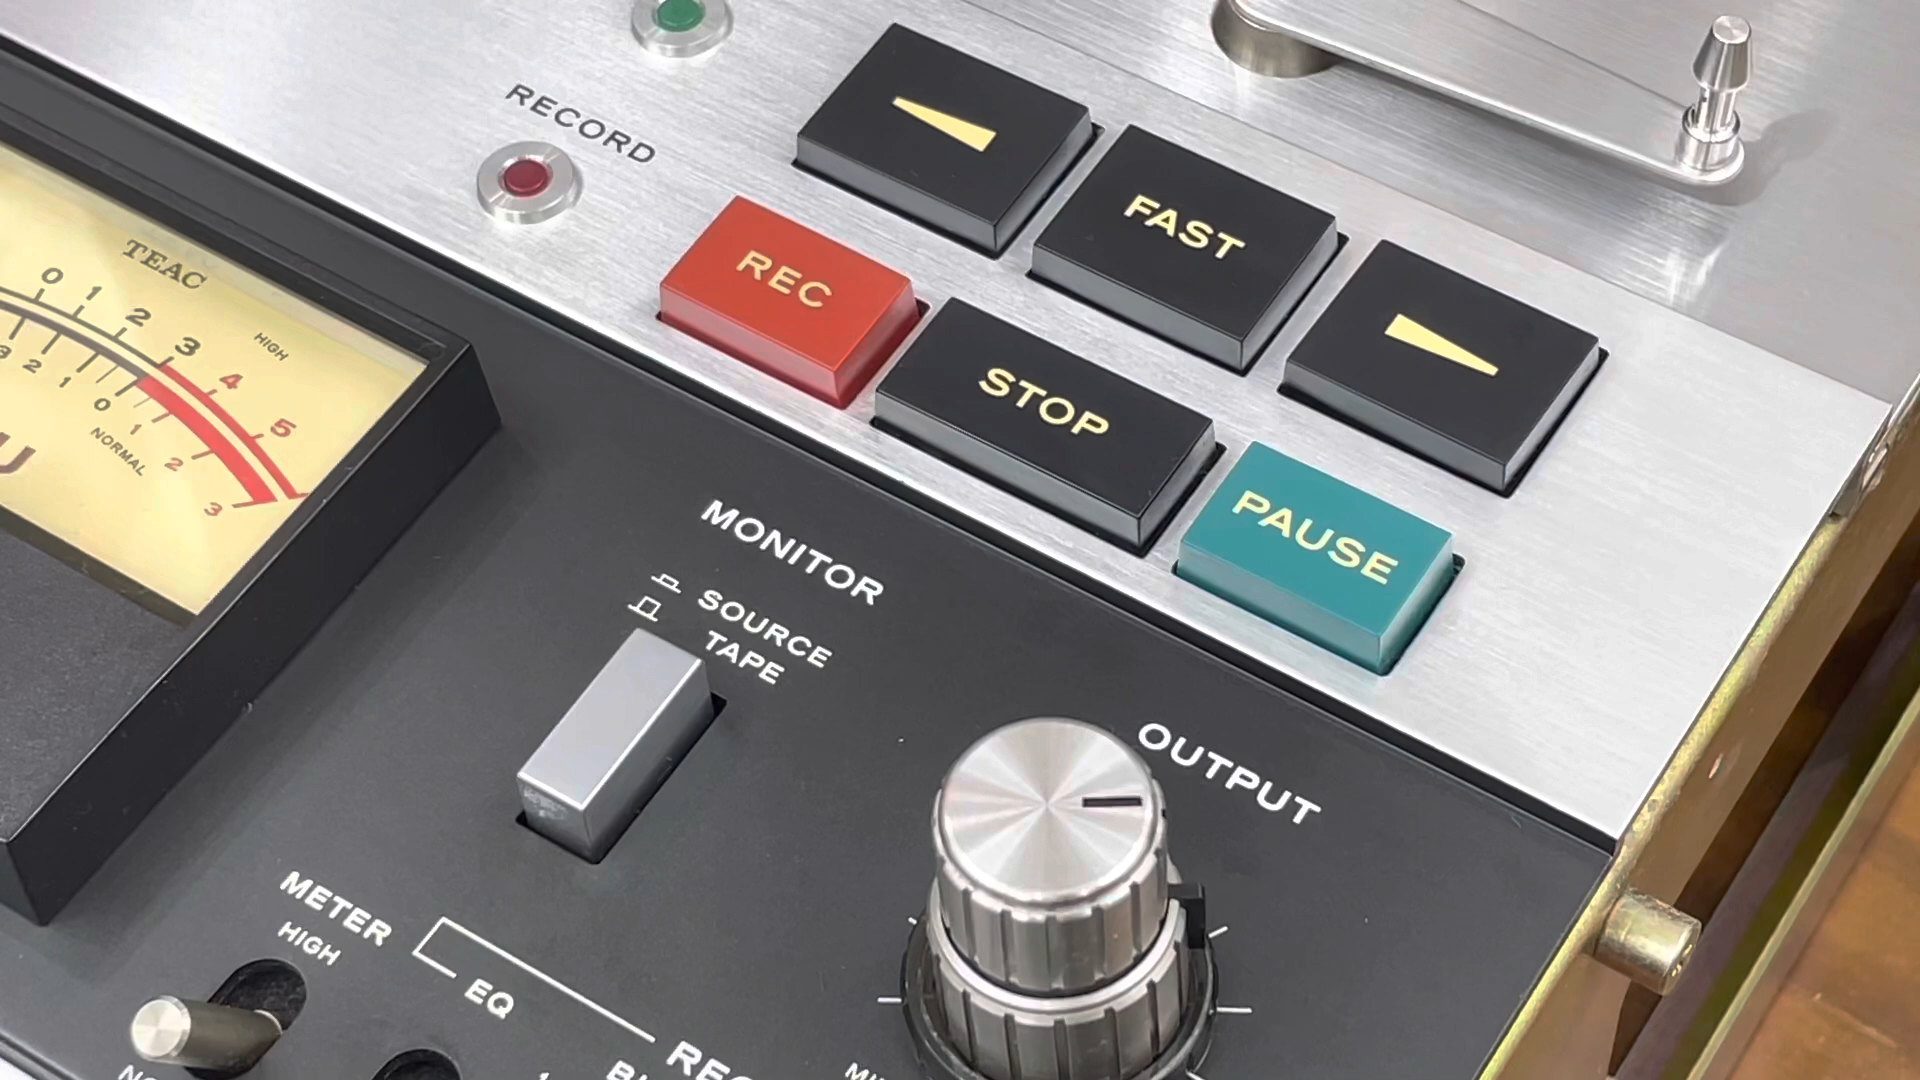 RECORD
FAST
REC
STOP
PAUSE
TEAC
0 1 2 3 4 5
HIGH
3 2 1 0 1 2 3
NORMAL
MONITOR
SOURCE
TAPE
OUTPUT
METER
HIGH
EQ